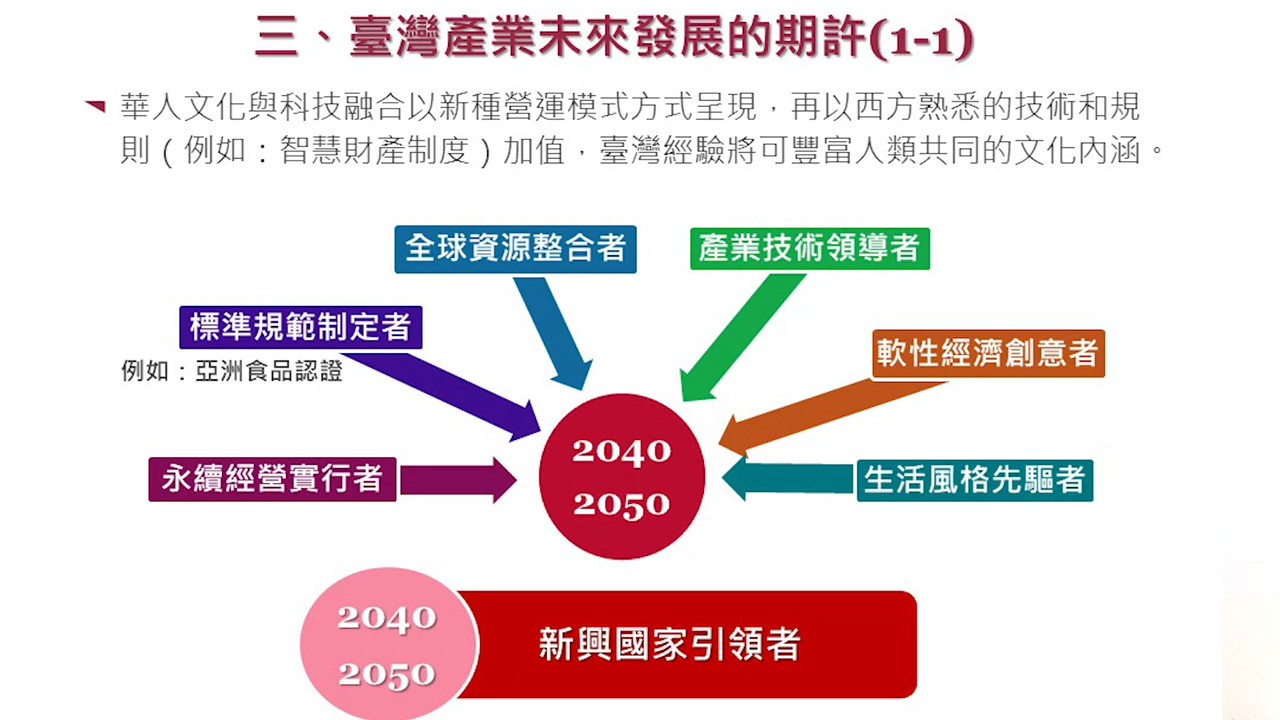 三、臺灣產業未來發展的期許(1-1)
華人文化與科技融合以新種營運模式方式呈現，再以西方熟悉的技術和規
則（例如：智慧財產制度）加值，臺灣經驗將可豐富人類共同的文化內涵。
全球資源整合者
產業技術領導者
標準規範制定者
例如：亞洲食品認證
軟性經濟創意者
永續經營實行者
2040
2050
生活風格先驅者
2040
2050
新興國家引領者